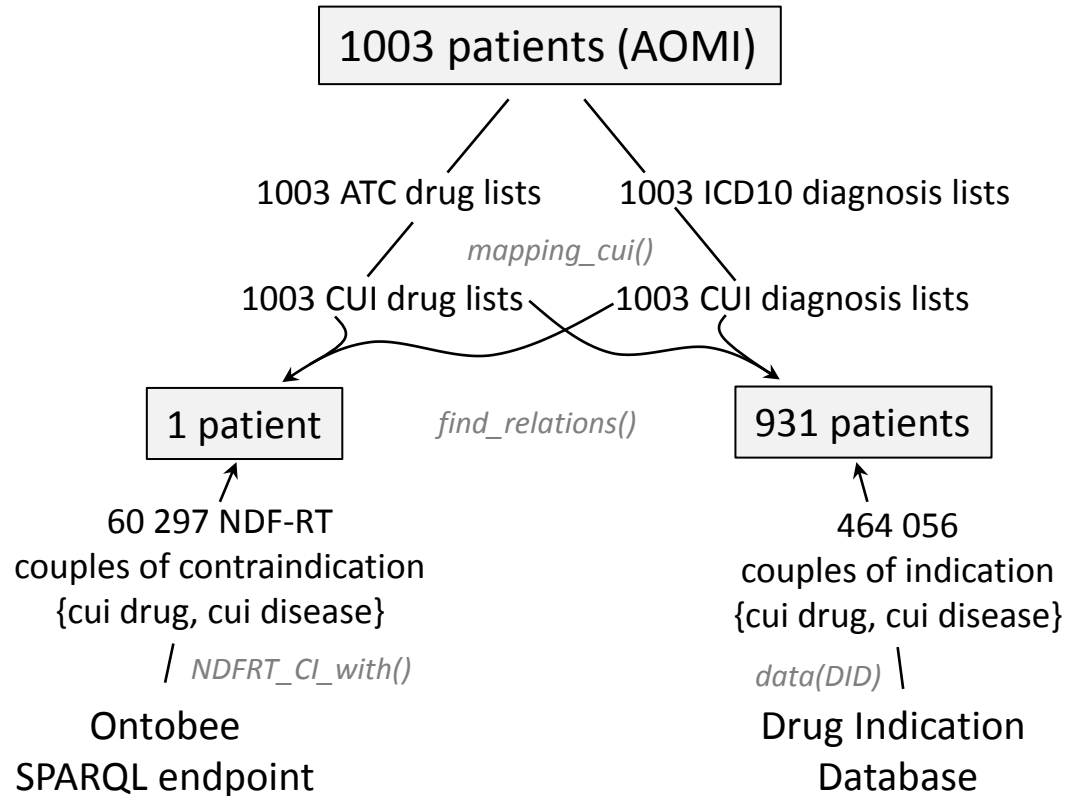 1003 patients (AOMI)
1003 ATC drug lists
1003 ICD10 diagnosis lists
mapping_cui()
1003 CUI drug lists
1003 CUI diagnosis lists
1 patient
find_relations()
931 patients
60 297 NDF-RT
couples of contraindication
{cui drug, cui disease}
464 056
couples of indication
{cui drug, cui disease}
NDFRT_CI_with()
data(DID)
Ontobee
SPARQL endpoint
Drug Indication
Database